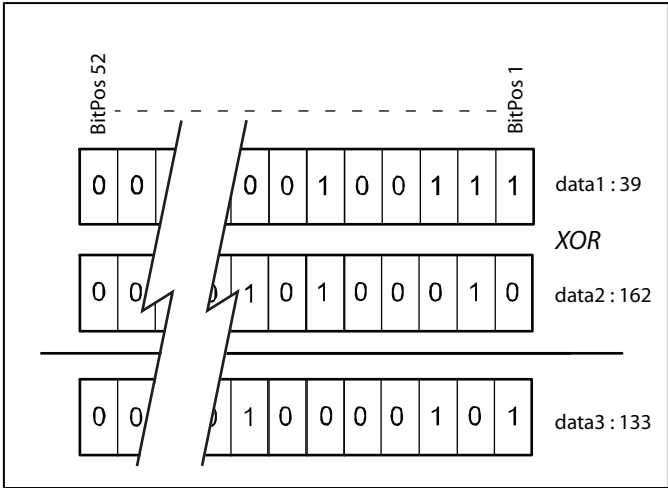 BitPos 52
BitPos 1
0 0 0 0 1 0 0 1 1 1 data1 : 39
XOR
0 0 0 1 0 1 0 0 0 1 0 data2 : 162
0 0 0 1 0 0 0 0 1 0 1 data3 : 133